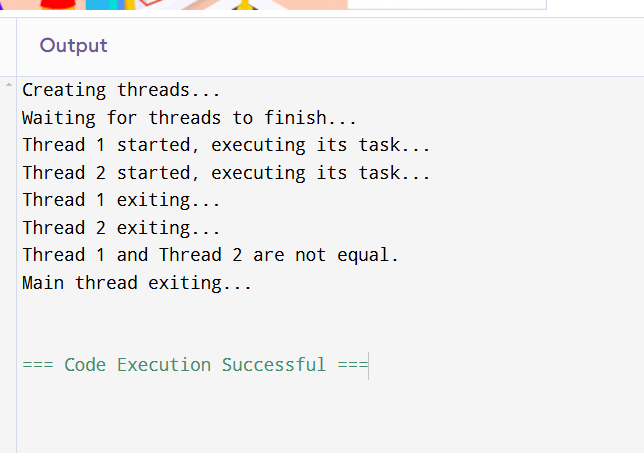 Output
Creating threads...
Waiting for threads to finish...
Thread 1 started, executing its task...
Thread 2 started, executing its task...
Thread 1 exiting...
Thread 2 exiting...
Thread 1 and Thread 2 are not equal.
Main thread exiting...
=== Code Execution Successful ===